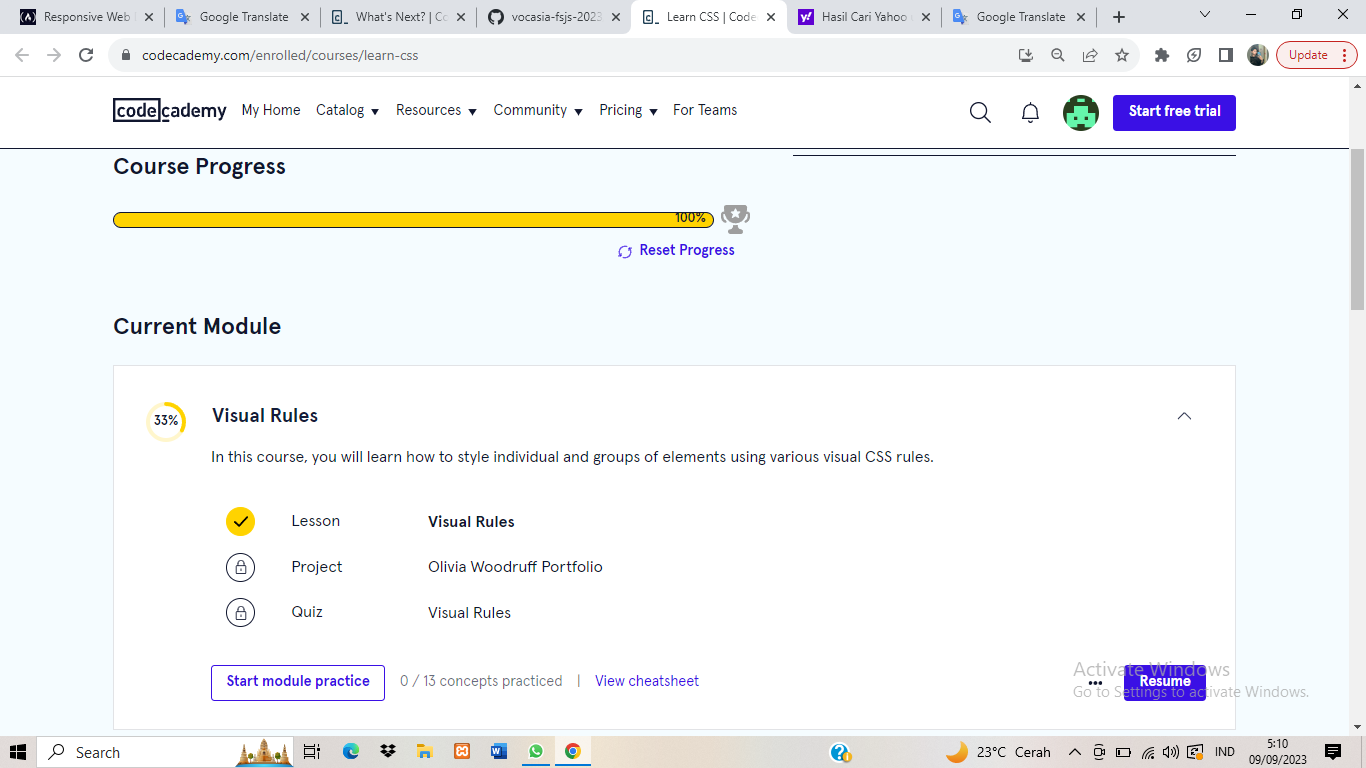 Responsive Web
Google Translate
What's Next? | Co
vocasia-fsjs-2023
Learn CSS | Code
Hasil Cari Yahoo
Google Translate
codecademy.com/enrolled/courses/learn-css
Update
codecademy
My Home
Catalog
Resources
Community
Pricing
For Teams
Start free trial
Course Progress
100%
Reset Progress
Current Module
33%
Visual Rules
In this course, you will learn how to style individual and groups of elements using various visual CSS rules.
Lesson Visual Rules
Project Olivia Woodruff Portfolio
Quiz Visual Rules
Start module practice
0 / 13 concepts practiced | View cheatsheet
Resume
Activate Windows
Go to Settings to activate Windows.
Search
23°C Cerah
IND
5:10
09/09/2023